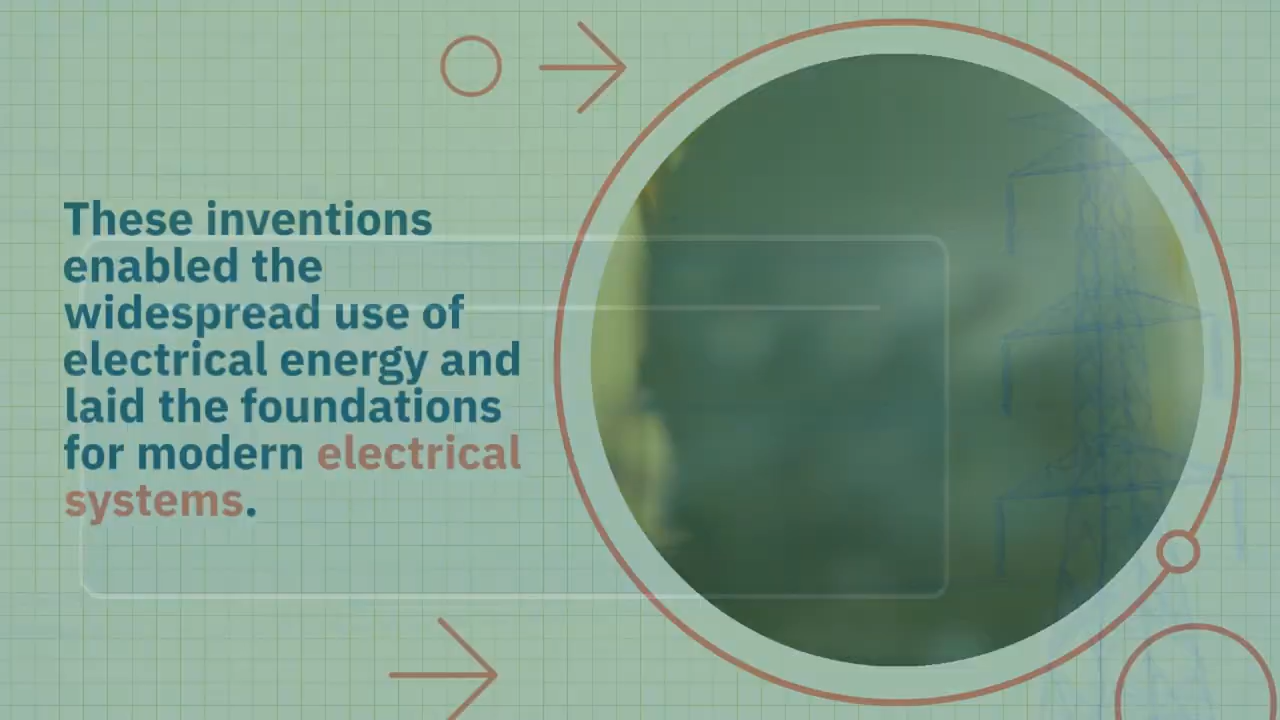 These inventions
enabled the
widespread use of
electrical energy and
laid the foundations
for modern electrical
systems.